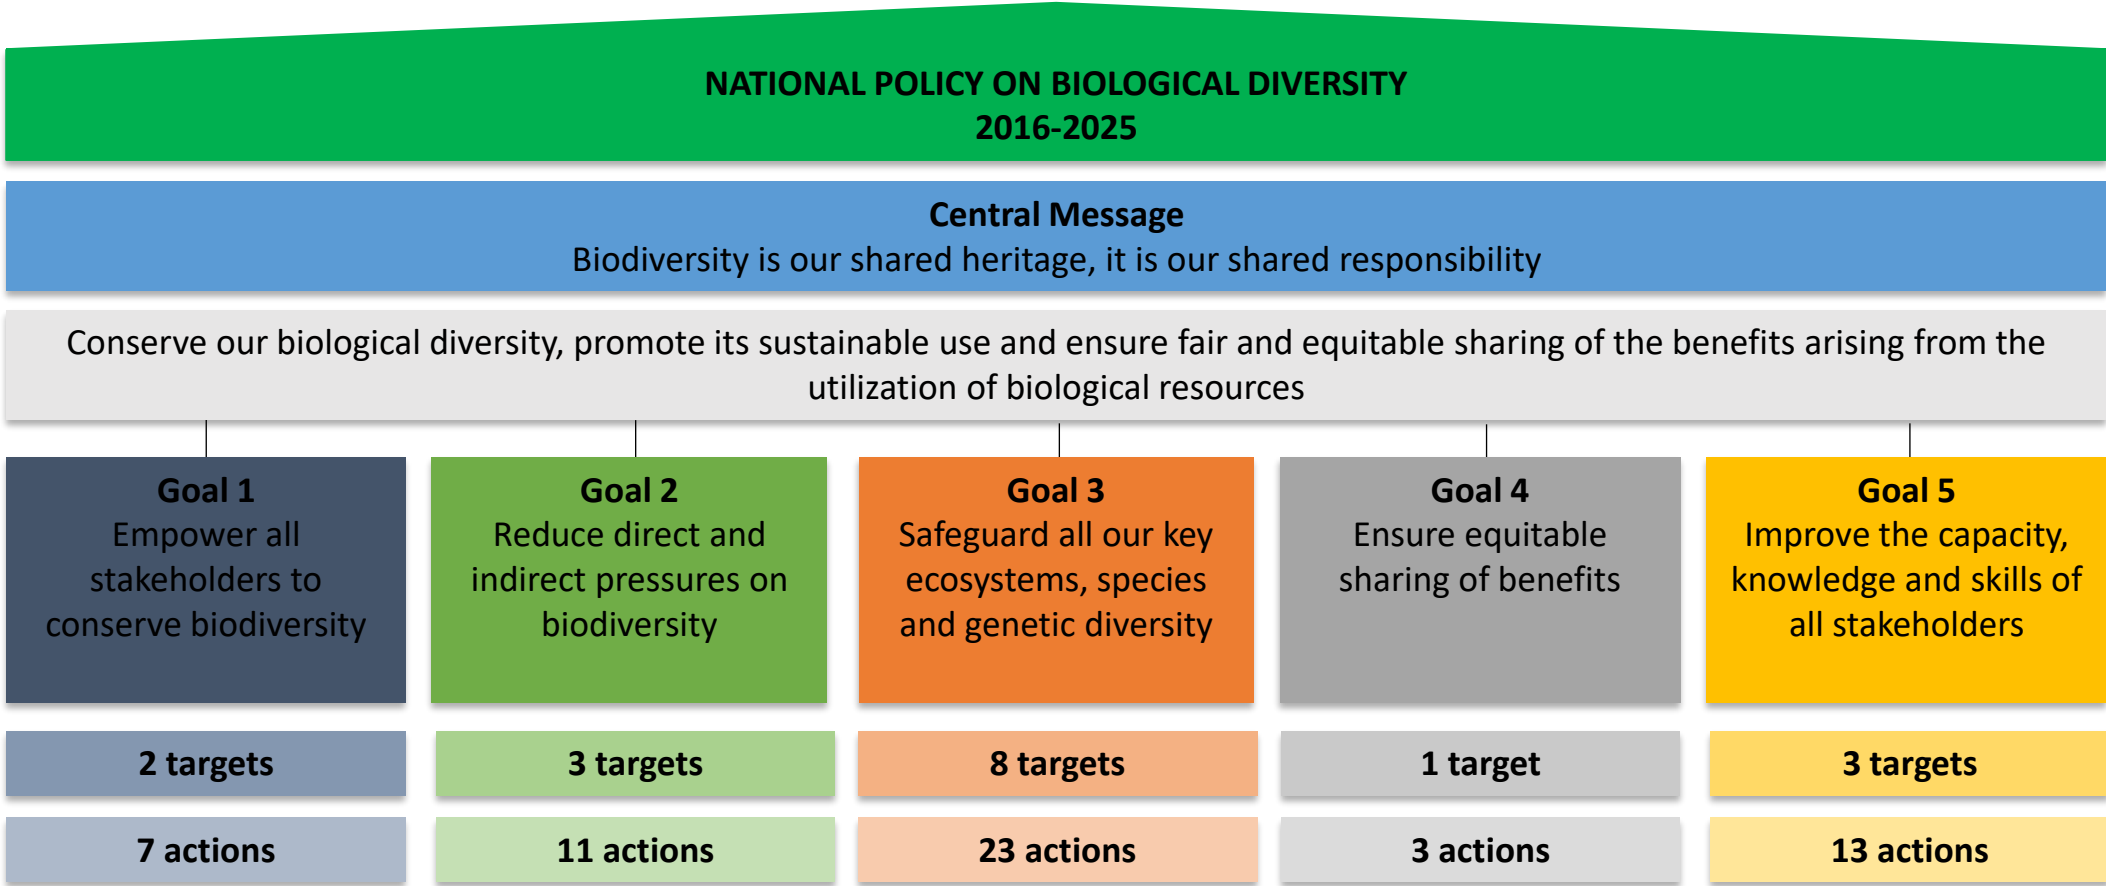 NATIONAL POLICY ON BIOLOGICAL DIVERSITY
2016-2025
Central Message
Biodiversity is our shared heritage, it is our shared responsibility
Conserve our biological diversity, promote its sustainable use and ensure fair and equitable sharing of the benefits arising from the
utilization of biological resources
Goal 1
Empower all
stakeholders to
conserve biodiversity
2 targets
7 actions
Goal 2
Reduce direct and
indirect pressures on
biodiversity
3 targets
11 actions
Goal 3
Safeguard all our key
ecosystems, species
and genetic diversity
8 targets
23 actions
Goal 4
Ensure equitable
sharing of benefits
1 target
3 actions
Goal 5
Improve the capacity,
knowledge and skills of
all stakeholders
3 targets
13 actions